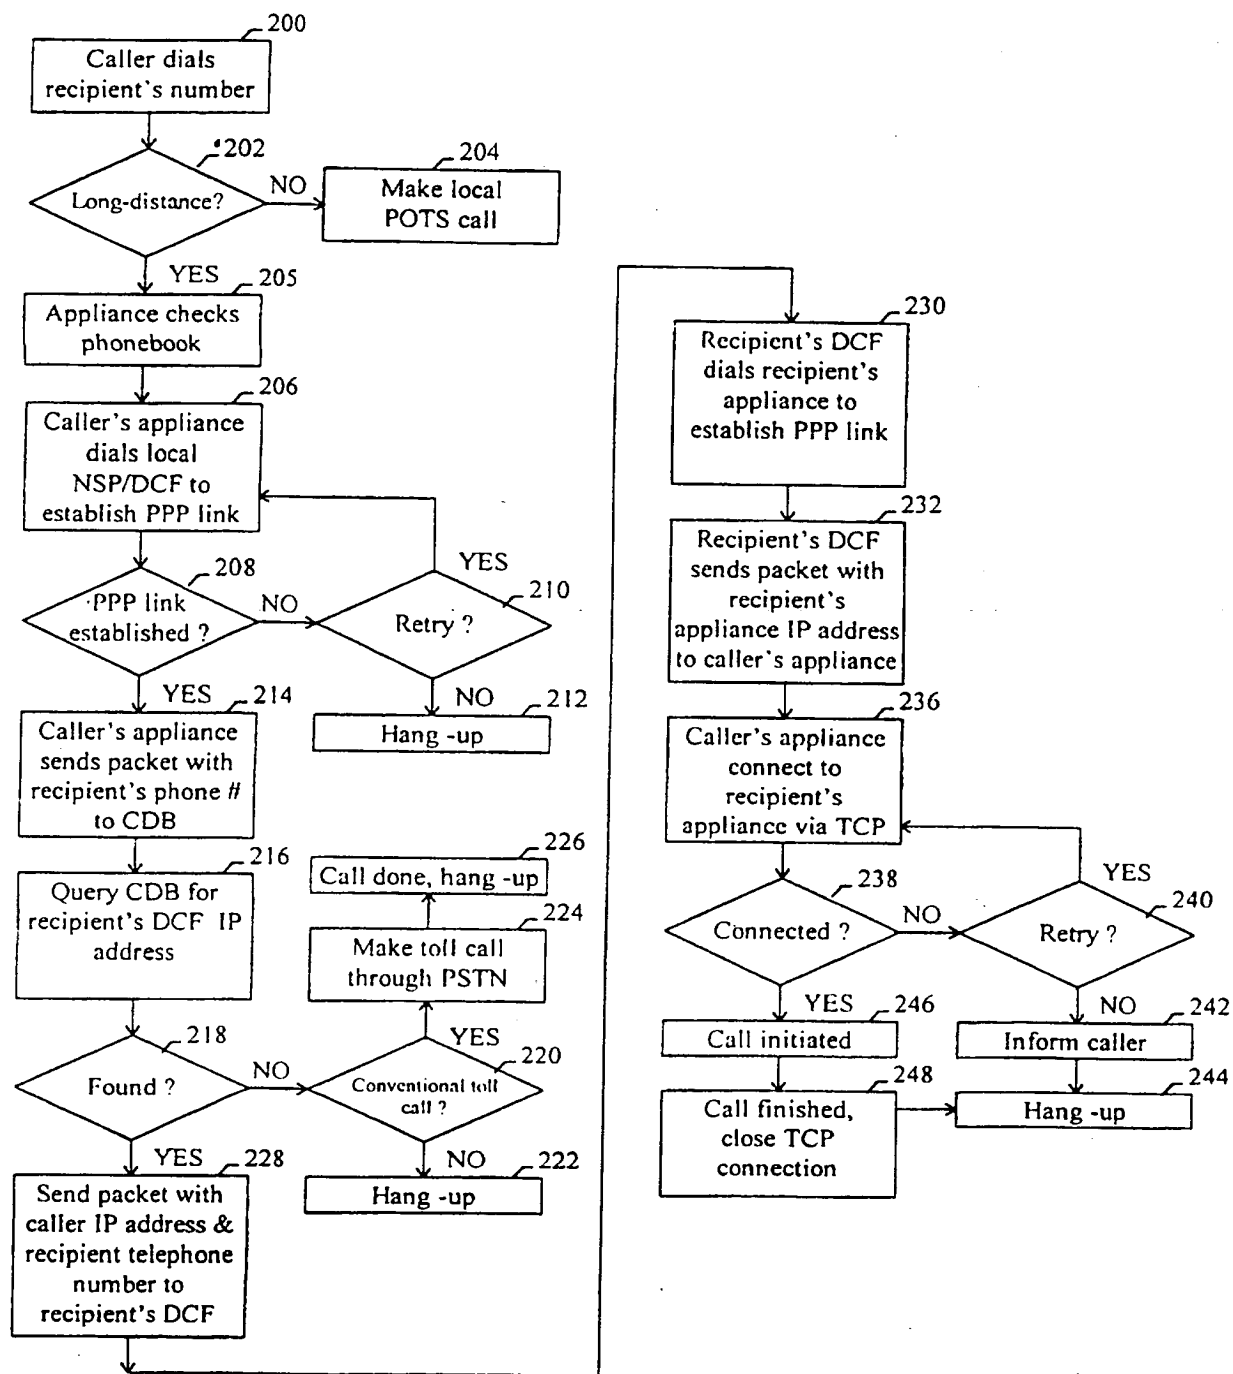 200
Caller dials
recipient's number
202
Long-distance?
NO
204
Make local
POTS call
YES
205
Appliance checks
phonebook
206
Caller's appliance
dials local
NSP/DCF to
establish PPP link
208
PPP link
established ?
NO
YES
210
Retry ?
NO
212
Hang -up
YES
214
Caller's appliance
sends packet with
recipient's phone #
to CDB
216
Query CDB for
recipient's DCF IP
address
226
Call done, hang -up
224
Make toll call
through PSTN
218
Found ?
NO
YES
220
Conventional toll
call ?
NO
222
Hang -up
YES
228
Send packet with
caller IP address &
recipient telephone
number to
recipient's DCF
230
Recipient's DCF
dials recipient's
appliance to
establish PPP link
232
Recipient's DCF
sends packet with
recipient's
appliance IP address
to caller's appliance
236
Caller's appliance
connect to
recipient's
appliance via TCP
238
Connected ?
NO
YES
240
Retry ?
YES
246
Call initiated
NO
242
Inform caller
248
Call finished,
close TCP
connection
244
Hang -up